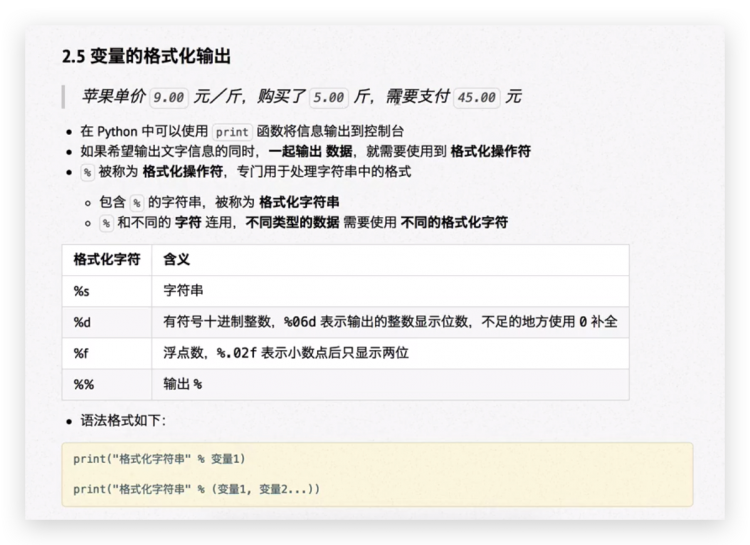 2.5 变量的格式化输出
苹果单价 9.00 元／斤，购买了 5.00 斤，需要支付 45.00 元
在 Python 中可以使用 print 函数将信息输出到控制台
如果希望输出文字信息的同时，一起输出 数据，就需要使用到 格式化操作符
% 被称为 格式化操作符，专门用于处理字符串中的格式
包含 % 的字符串，被称为 格式化字符串
% 和不同的 字符 连用，不同类型的数据 需要使用 不同的格式化字符
格式化字符 含义
%s 字符串
%d 有符号十进制整数，%06d 表示输出的整数显示位数，不足的地方使用 0 补全
%f 浮点数，%.02f 表示小数点后只显示两位
%% 输出 %
语法格式如下：
print("格式化字符串" % 变量1)
print("格式化字符串" % (变量1, 变量2...))